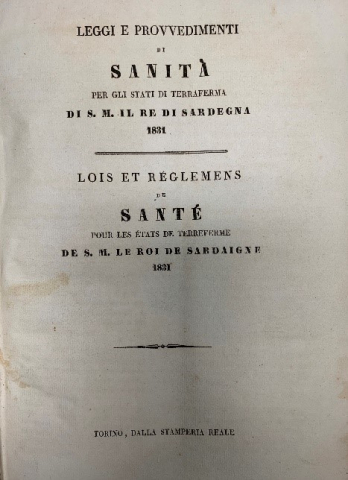 LEGGI E PROVVEDIMENTI
DI
SANITÀ
PER GLI STATI DI TERRAFERMA
DI S. M. IL RE DI SARDEGNA
1831
LOIS ET RÉGLEMENS
DE
SANTÉ
POUR LES ÉTATS DE TERREFERME
DE S. M. LE ROI DE SARDAIGNE
1831
TORINO, DALLA STAMPERIA REALE